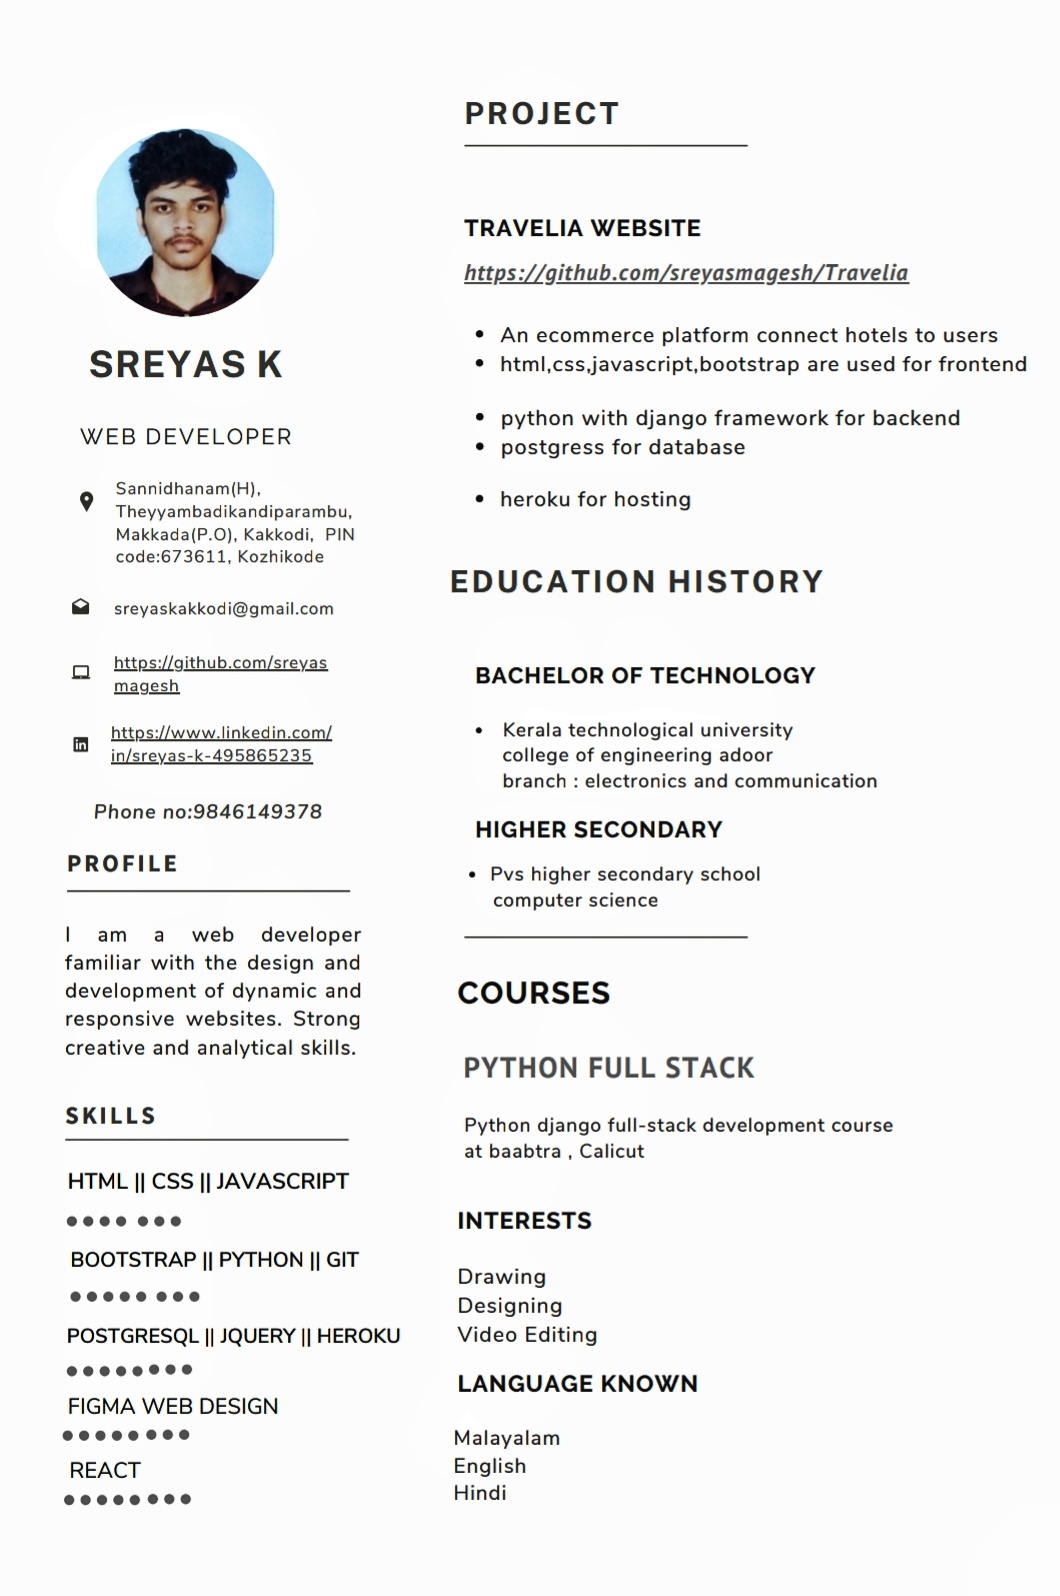 SREYAS K
WEB DEVELOPER
Sannidhanam(H),
Theyyambadikandiparambu,
Makkada(P.O), Kakkodi, PIN
code:673611, Kozhikode
sreyaskakkodi@gmail.com
https://github.com/sreyas
magesh
https://www.linkedin.com/
in/sreyas-k-495865235
Phone no:9846149378
PROFILE
I am a web developer
familiar with the design and
development of dynamic and
responsive websites. Strong
creative and analytical skills.
SKILLS
HTML || CSS || JAVASCRIPT
BOOTSTRAP || PYTHON || GIT
POSTGRESQL || JQUERY || HEROKU
FIGMA WEB DESIGN
REACT
PROJECT
TRAVELIA WEBSITE
https://github.com/sreyasmagesh/Travelia
• An ecommerce platform connect hotels to users
• html,css,javascript,bootstrap are used for frontend
• python with django framework for backend
• postgress for database
• heroku for hosting
EDUCATION HISTORY
BACHELOR OF TECHNOLOGY
• Kerala technological university
college of engineering adoor
branch : electronics and communication
HIGHER SECONDARY
• Pvs higher secondary school
computer science
COURSES
PYTHON FULL STACK
Python django full-stack development course
at baabtra , Calicut
INTERESTS
Drawing
Designing
Video Editing
LANGUAGE KNOWN
Malayalam
English
Hindi